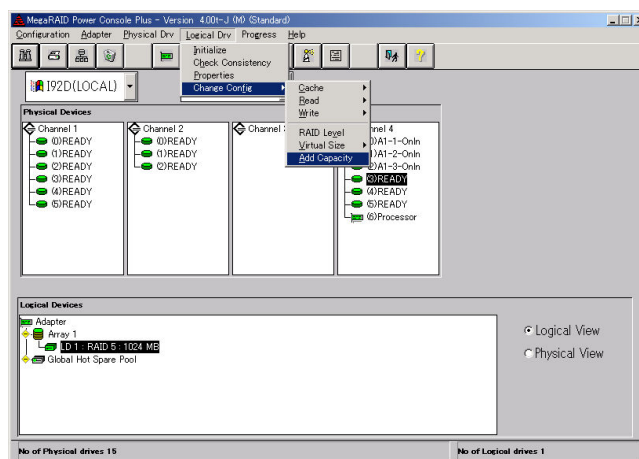 MegaRAID Power Console Plus - Version 4.00t-J (M) (Standard)
Configuration Adapter Physical Drv Logical Drv Progress Help
Initialize
Check Consistency
Properties
Change Config
I92D(LOCAL)
Cache
Read
Write
RAID Level
Virtual Size
Add Capacity
Physical Devices
Channel 1
(0)READY
(1)READY
(2)READY
(3)READY
(4)READY
(5)READY
Channel 2
(0)READY
(1)READY
(2)READY
Channel
nnel 4
(0)A1-1-Onln
(1)A1-2-Onln
(2)A1-3-Onln
(3)READY
(4)READY
(5)READY
(6)Processor
Logical Devices
Adapter
Array 1
LD 1 : RAID 5 : 1024 MB
Global Hot Spare Pool
Logical View
Physical View
No of Physical drives 15
No of Logical drives 1